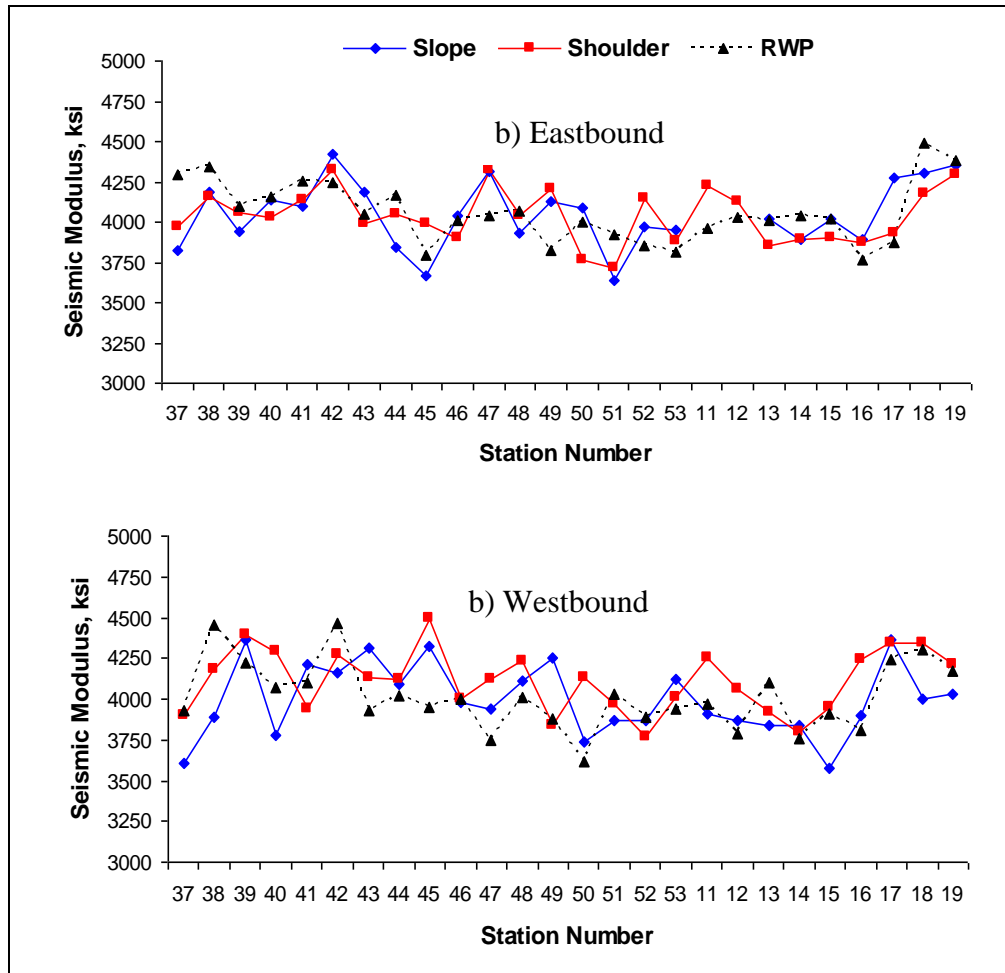 Slope Shoulder RWP
5000
4750
4500
4250
4000
3750
3500
3250
3000
Seismic Modulus, ksi
b) Eastbound
37 38 39 40 41 42 43 44 45 46 47 48 49 50 51 52 53 11 12 13 14 15 16 17 18 19
Station Number
5000
4750
4500
4250
4000
3750
3500
3250
3000
Seismic Modulus, ksi
b) Westbound
37 38 39 40 41 42 43 44 45 46 47 48 49 50 51 52 53 11 12 13 14 15 16 17 18 19
Station Number